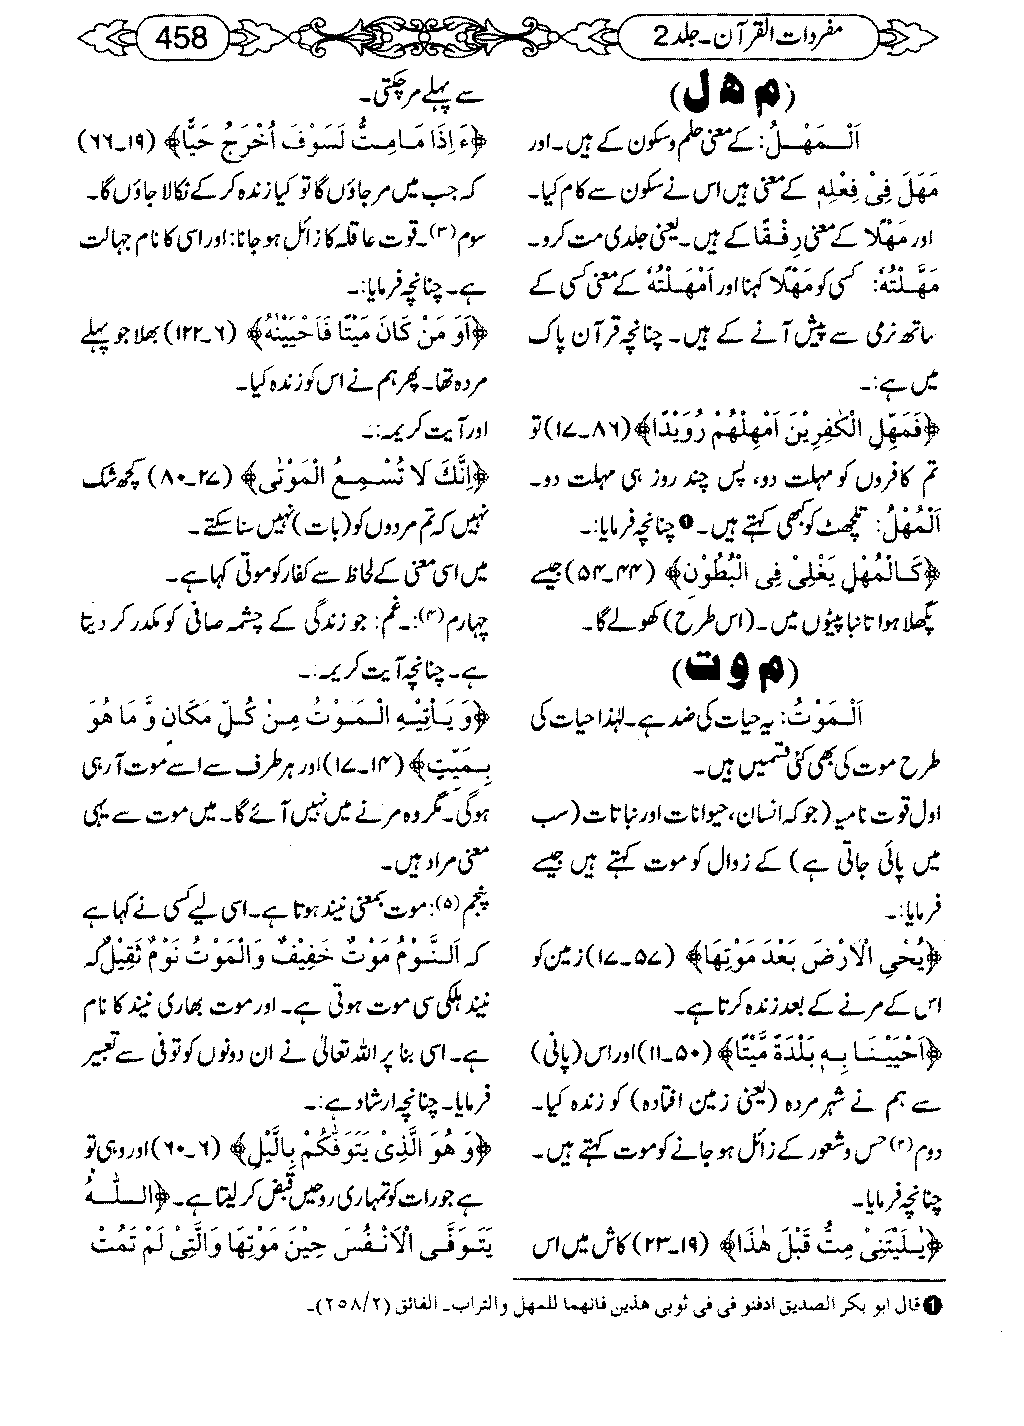 مفردات القرآن۔جلد 2
458
(م ھ ل)
اَلْمَهْلُ: کے معنی حلم و سکون کے ہیں۔ اور
مَهَلَ فِیْ فِعْلِهٖ کے معنی ہیں اس نے سکون سے کام کیا۔
اور مَهْلًا کے معنی رِفْقًا کے ہیں۔ یعنی جلدی مت کرو۔
مَهَّلْتُهٗ: کسی کو مَهْلًا کہنا اور اَمْهَلْتُهٗ کے معنی کسی کے
ساتھ نرمی سے پیش آنے کے ہیں۔ چنانچہ قرآن پاک
میں ہے:۔
﴿فَمَهِّلِ الْكٰفِرِیْنَ اَمْهِلْهُمْ رُوَیْدًا﴾ (۸۶۔۱۷) تو
تم کافروں کو مہلت دو، پس چند روز ہی مہلت دو۔
اَلْمُهْلُ: تلچھٹ کو بھی کہتے ہیں۔❶ چنانچہ فرمایا:۔
﴿كَالْمُهْلِ یَغْلِیْ فِی الْبُطُوْنِ﴾ (۴۴۔۵۴) جیسے
پگھلا ہوا تانبا پیٹوں میں۔ (اس طرح) کھولے گا۔
(م و ت)
اَلْمَوْتُ: یہ حیات کی ضد ہے۔ لہٰذا حیات کی
طرح موت کی بھی کئی قسمیں ہیں۔
اول قوت نامیہ (جو کہ انسان، حیوانات اور نباتات (سب
میں پائی جاتی ہے) کے زوال کو موت کہتے ہیں جیسے
فرمایا:۔
﴿یُحْیِ الْاَرْضَ بَعْدَ مَوْتِهَا﴾ (۵۷۔۱۷) زمین کو
اس کے مرنے کے بعد زندہ کرتا ہے۔
﴿اَحْیَیْنَا بِهٖ بَلْدَةً مَّیْتًا﴾ (۵۰۔۱۱) اور اس (پانی)
سے ہم نے شہر مردہ (یعنی زمین افتادہ) کو زندہ کیا۔
دوم (۲) حس و شعور کے زائل ہو جانے کو موت کہتے ہیں۔
چنانچہ فرمایا۔
﴿یٰلَیْتَنِیْ مِتُّ قَبْلَ هٰذَا﴾ (۱۹۔۲۳) کاش میں اس
سے پہلے مر چکتی۔
﴿ءَاِذَا مَا مِتُّ لَسَوْفَ اُخْرَجُ حَیًّا﴾ (۱۹۔۶۶)
کہ جب میں مر جاؤں گا تو کیا زندہ کر کے نکالا جاؤں گا۔
سوم (۳)۔ قوت عاقلہ کا زائل ہو جانا: اور اسی کا نام جہالت
ہے۔ چنانچہ فرمایا:۔
﴿اَوَ مَنْ كَانَ مَیْتًا فَاَحْیَیْنٰهُ﴾ (۶۔۱۲۲) بھلا جو پہلے
مردہ تھا۔ پھر ہم نے اس کو زندہ کیا۔
اور آیت کریمہ:۔
﴿اِنَّكَ لَا تُسْمِعُ الْمَوْتٰی﴾ (۲۷۔۸۰) کچھ شک
نہیں کہ تم مردوں کو (بات) نہیں سنا سکتے۔
میں اسی معنی کے لحاظ سے کفار کو موتی کہا ہے۔
چہارم (۴):۔ غم: جو زندگی کے چشمہ صافی کو مکدر کر دیتا
ہے۔ چنانچہ آیت کریمہ:۔
﴿وَ یَاْتِیْهِ الْمَوْتُ مِنْ كُلِّ مَكَانٍ وَّ مَا هُوَ
بِمَیِّتٍ﴾ (۱۴۔۱۷) اور ہر طرف سے اسے موت آ رہی
ہوگی۔ مگر وہ مرنے میں نہیں آئے گا۔ میں موت سے یہی
معنی مراد ہیں۔
پنجم (۵): موت بمعنی نیند ہوتا ہے۔ اسی لیے کسی نے کہا ہے
کہ اَلنَّوْمُ مَوْتٌ خَفِیْفٌ وَالْمَوْتُ نَوْمٌ ثَقِیْلٌ کہ
نیند ہلکی سی موت ہوتی ہے۔ اور موت بھاری نیند کا نام
ہے۔ اسی بنا پر اللہ تعالیٰ نے ان دونوں کو توفی سے تعبیر
فرمایا۔ چنانچہ ارشاد ہے:۔
﴿وَ هُوَ الَّذِیْ یَتَوَفّٰكُمْ بِالَّیْلِ﴾ (۶۔۶۰) اور وہی تو
ہے جو رات کو تمہاری روحیں قبض کر لیتا ہے۔ ﴿اَللّٰهُ
یَتَوَفَّی الْاَنْفُسَ حِیْنَ مَوْتِهَا وَالَّتِیْ لَمْ تَمُتْ
❶ قال ابو بکر الصدیق ادفنو فی فی ثوبی هذین فانهما للمهل والتراب۔ الفائق (۲/۲۵۸)۔